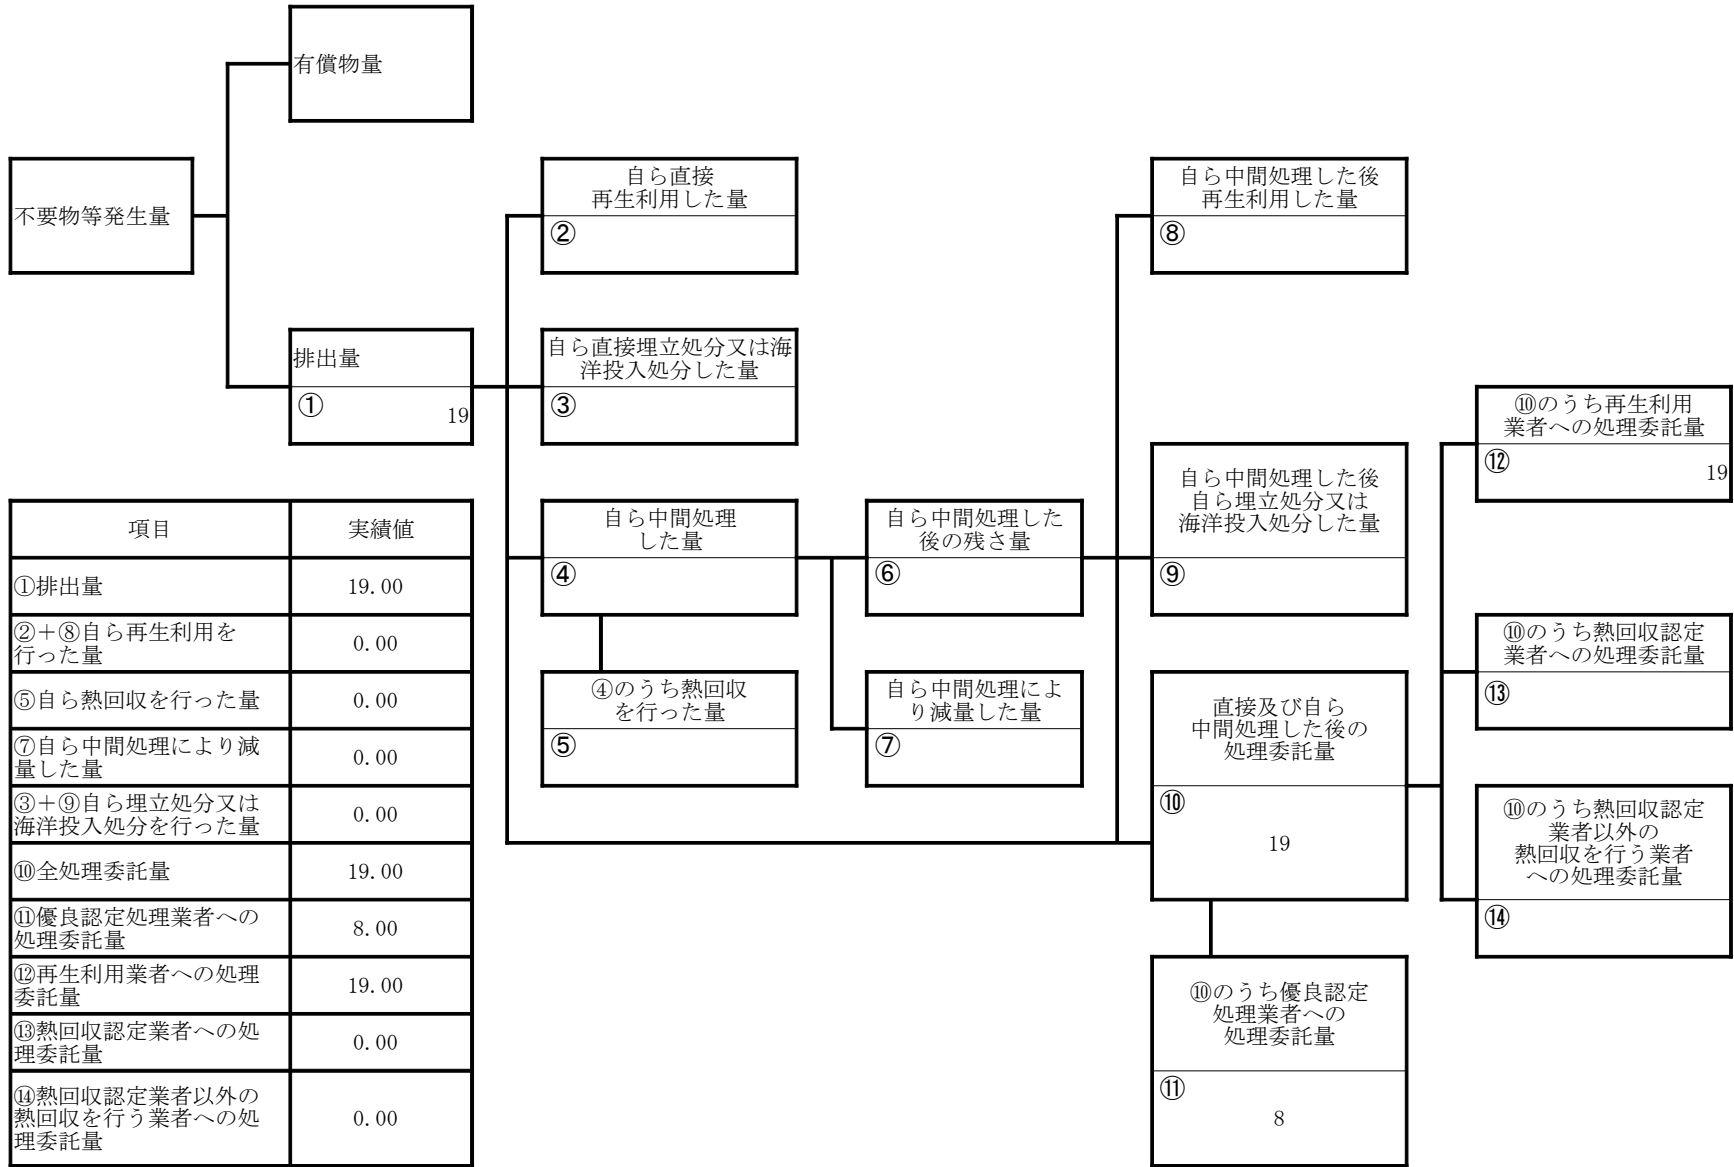 有償物量
不要物等発生量
自ら直接
再生利用した量
②
自ら中間処理した後
再生利用した量
⑧
排出量
①
19
自ら直接埋立処分又は海
洋投入処分した量
③
⑩のうち再生利用
業者への処理委託量
⑫
19
自ら中間処理
した量
④
自ら中間処理した
後の残さ量
⑥
自ら中間処理した後
自ら埋立処分又は
海洋投入処分した量
⑨
④のうち熱回収
を行った量
⑤
自ら中間処理によ
り減量した量
⑦
直接及び自ら
中間処理した後の
処理委託量
⑩
19
⑩のうち熱回収認定
業者への処理委託量
⑬
⑩のうち熱回収認定
業者以外の
熱回収を行う業者
への処理委託量
⑭
⑩のうち優良認定
処理業者への
処理委託量
⑪
8
項目 実績値
①排出量 19.00
②＋⑧自ら再生利用を
行った量 0.00
⑤自ら熱回収を行った量 0.00
⑦自ら中間処理により減
量した量 0.00
③＋⑨自ら埋立処分又は
海洋投入処分を行った量 0.00
⑩全処理委託量 19.00
⑪優良認定処理業者への
処理委託量 8.00
⑫再生利用業者への処理
委託量 19.00
⑬熱回収認定業者への処
理委託量 0.00
⑭熱回収認定業者以外の
熱回収を行う業者への処
理委託量 0.00